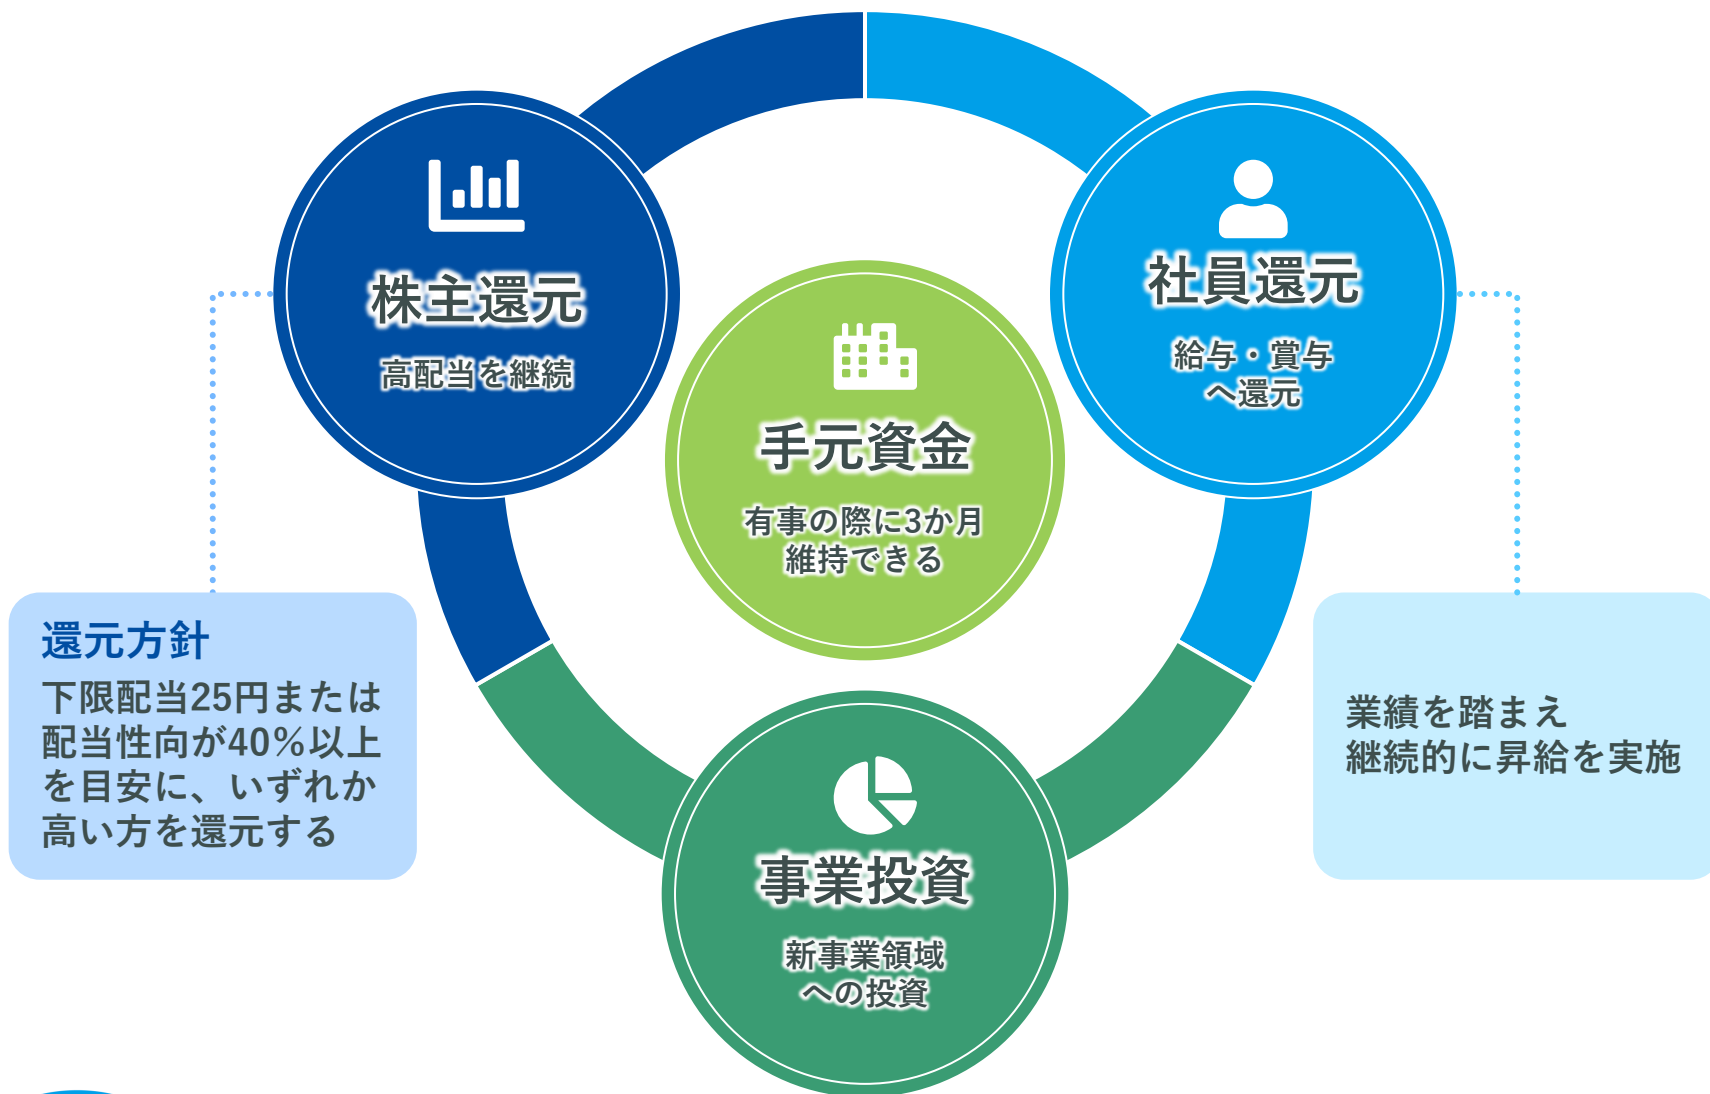 株主還元
高配当を継続
社員還元
給与・賞与
へ還元
手元資金
有事の際に3か月
維持できる
還元方針
下限配当25円または
配当性向が40％以上
を目安に、いずれか
高い方を還元する
業績を踏まえ
継続的に昇給を実施
事業投資
新事業領域
への投資